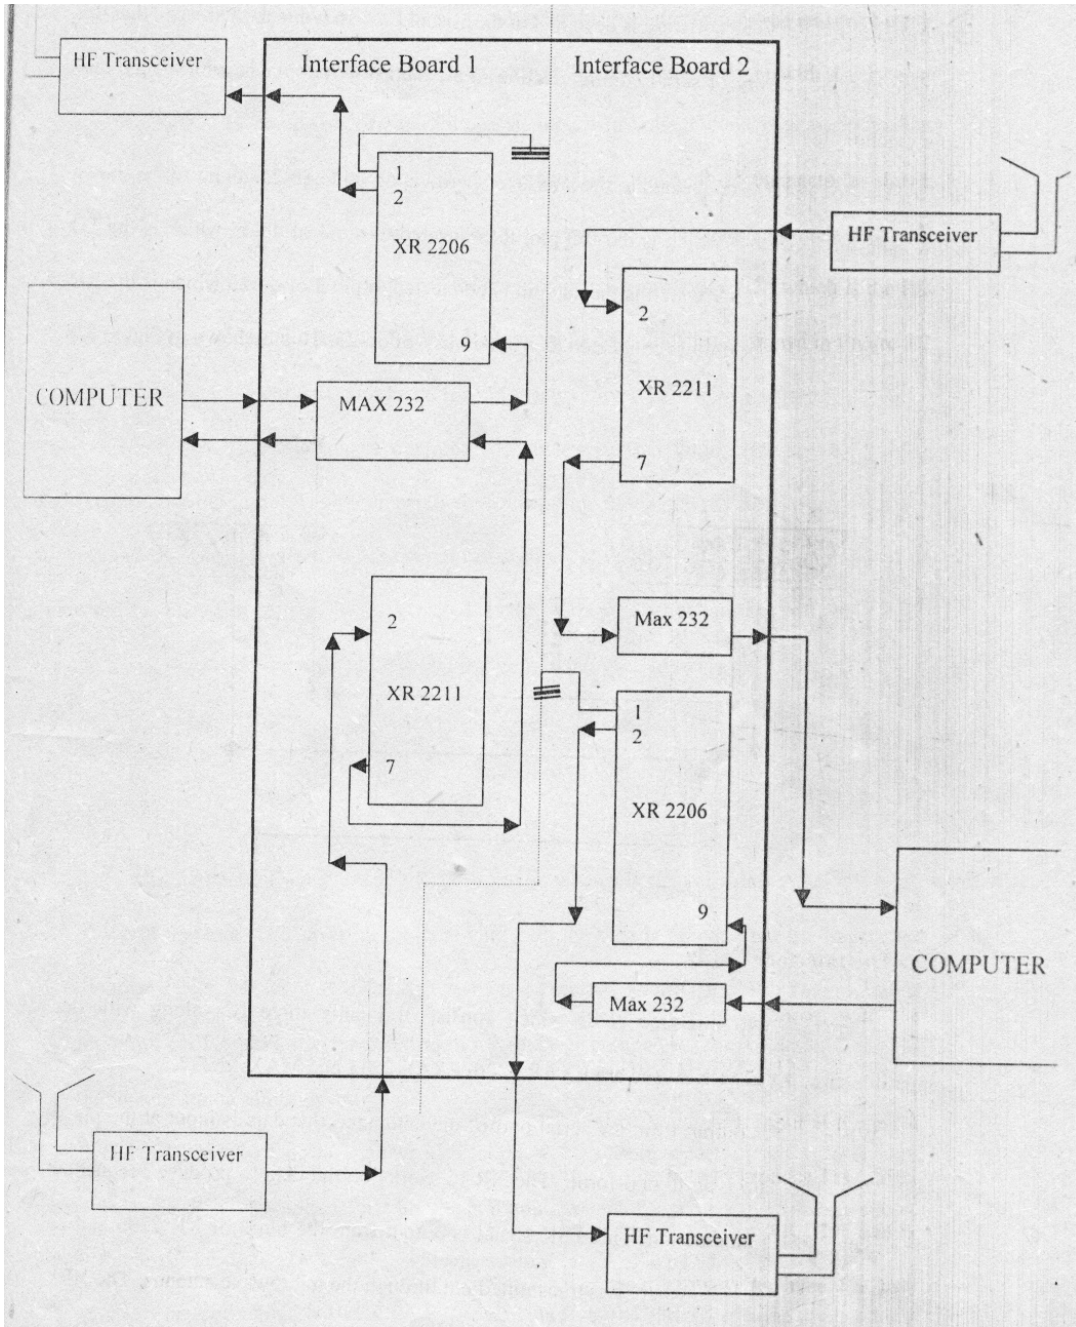 HF Transceiver
Interface Board 1
Interface Board 2
1
2
XR 2206
9
HF Transceiver
2
XR 2211
7
COMPUTER
MAX 232
2
XR 2211
7
Max 232
1
2
XR 2206
9
Max 232
COMPUTER
HF Transceiver
HF Transceiver